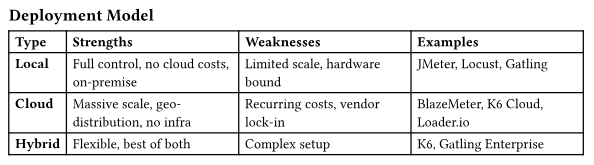 Deployment Model
Type Strengths Weaknesses Examples
Local Full control, no cloud costs, on-premise Limited scale, hardware bound JMeter, Locust, Gatling
Cloud Massive scale, geo-distribution, no infra Recurring costs, vendor lock-in BlazeMeter, K6 Cloud, Loader.io
Hybrid Flexible, best of both Complex setup K6, Gatling Enterprise